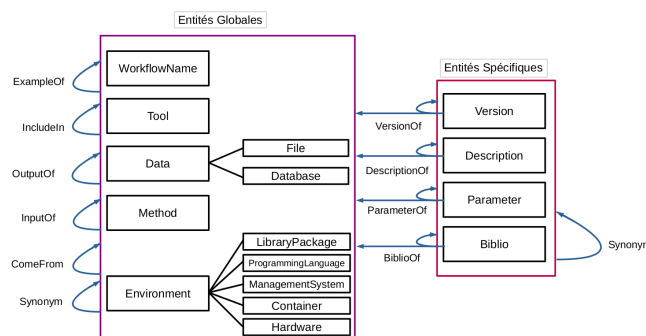 Entités Globales
Entités Spécifiques
WorkflowName
ExampleOf
Tool
IncludeIn
Version
VersionOf
Data
File
Database
OutputOf
Description
DescriptionOf
Method
InputOf
Parameter
ParameterOf
LibraryPackage
ProgrammingLanguage
ManagementSystem
Container
Hardware
Environment
ComeFrom
Synonym
Biblio
BiblioOf
Synonyr